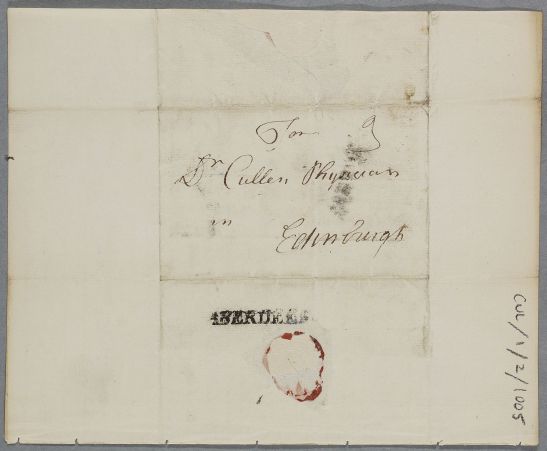 For
Dr Cullen Physician
in
Edinburgh
ABERDEEN
CUL/1/2/1005